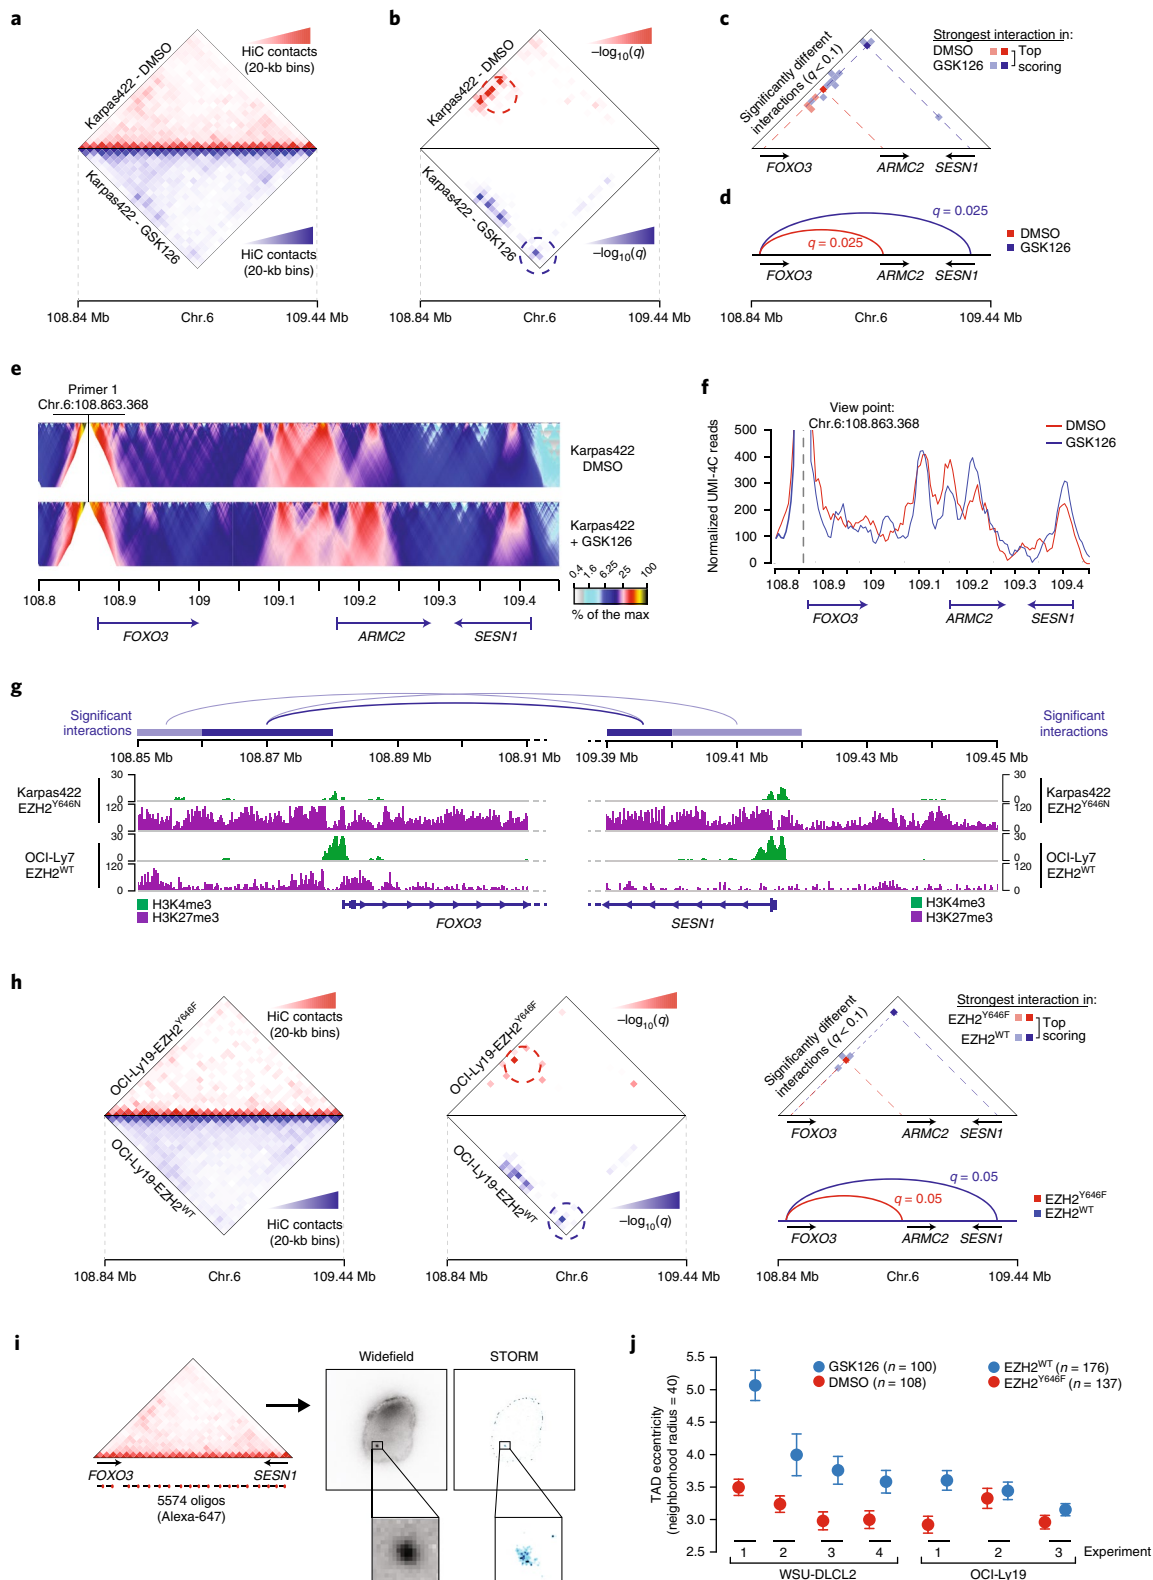 a
Karpas422 - DMSO
HiC contacts
(20-kb bins)
Karpas422 - GSK126
HiC contacts
(20-kb bins)
108.84 Mb Chr.6 109.44 Mb
b
Karpas422 - DMSO
−log10(q)
Karpas422 - GSK126
−log10(q)
108.84 Mb Chr.6 109.44 Mb
c
Significantly different
interactions (q < 0.1)
Strongest interaction in:
DMSO Top
GSK126 scoring
FOXO3 ARMC2 SESN1
d
q = 0.025
q = 0.025
DMSO
GSK126
FOXO3 ARMC2 SESN1
108.84 Mb Chr.6 109.44 Mb
e
Primer 1
Chr.6:108.863.368
Karpas422
DMSO
Karpas422
+ GSK126
0.4 1.6 6.25 25 100
% of the max
108.8 108.9 109 109.1 109.2 109.3 109.4
FOXO3 ARMC2 SESN1
f
View point:
Chr.6:108.863.368
DMSO
GSK126
Normalized UMI-4C reads
500
400
300
200
100
0
108.8 108.9 109 109.1 109.2 109.3 109.4
FOXO3 ARMC2 SESN1
g
Significant
interactions
Significant
interactions
108.85 Mb 108.87 Mb 108.89 Mb 108.91 Mb 109.39 Mb 109.41 Mb 109.43 Mb 109.45 Mb
Karpas422
EZH2Y646N
30
0
120
0
OCI-Ly7
EZH2WT
30
0
120
0
30
0
120
0
Karpas422
EZH2Y646N
30
0
120
0
OCI-Ly7
EZH2WT
H3K4me3
H3K27me3
FOXO3 SESN1
H3K4me3
H3K27me3
h
OCI-Ly19-EZH2Y646F
HiC contacts
(20-kb bins)
OCI-Ly19-EZH2WT
HiC contacts
(20-kb bins)
108.84 Mb Chr.6 109.44 Mb
OCI-Ly19-EZH2Y646F
−log10(q)
OCI-Ly19-EZH2WT
−log10(q)
108.84 Mb Chr.6 109.44 Mb
Significantly different
interactions (q < 0.1)
Strongest interaction in:
EZH2Y646F Top
EZH2WT scoring
FOXO3 ARMC2 SESN1
q = 0.05
q = 0.05
EZH2Y646F
EZH2WT
FOXO3 ARMC2 SESN1
108.84 Mb Chr.6 109.44 Mb
i
FOXO3 SESN1
5574 oligos
(Alexa-647)
Widefield STORM
j
TAD eccentricity
(neighborhood radius = 40)
5.5
5.0
4.5
4.0
3.5
3.0
2.5
GSK126 (n = 100)
DMSO (n = 108)
EZH2WT (n = 176)
EZH2Y646F (n = 137)
1 2 3 4 1 2 3 Experiment
WSU-DLCL2 OCI-Ly19